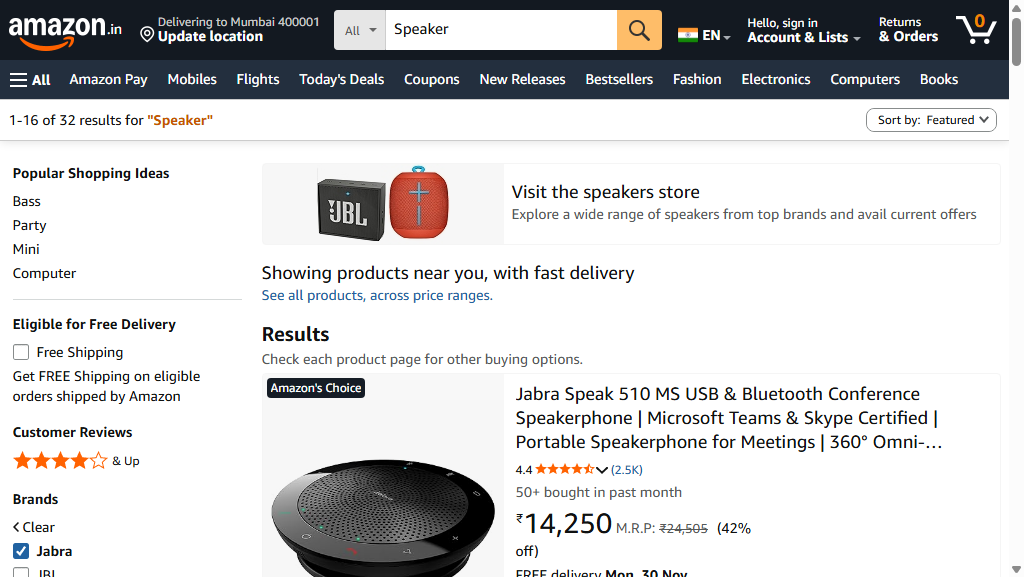 amazon.in
Delivering to Mumbai 400001
Update location
All
Speaker
EN
Hello, sign in
Account & Lists
Returns
& Orders
0
All
Amazon Pay
Mobiles
Flights
Today's Deals
Coupons
New Releases
Bestsellers
Fashion
Electronics
Computers
Books
1-16 of 32 results for "Speaker"
Sort by: Featured
Popular Shopping Ideas
Bass
Party
Mini
Computer
Eligible for Free Delivery
Free Shipping
Get FREE Shipping on eligible
orders shipped by Amazon
Customer Reviews
& Up
Brands
Clear
Jabra
JBL
JBL
Visit the speakers store
Explore a wide range of speakers from top brands and avail current offers
Showing products near you, with fast delivery
See all products, across price ranges.
Results
Check each product page for other buying options.
Amazon's Choice
Jabra Speak 510 MS USB & Bluetooth Conference
Speakerphone | Microsoft Teams & Skype Certified |
Portable Speakerphone for Meetings | 360° Omni-…
4.4 (2.5K)
50+ bought in past month
₹14,250 M.R.P: ₹24,505 (42%
off)
FREE delivery Mon, 30 Nov